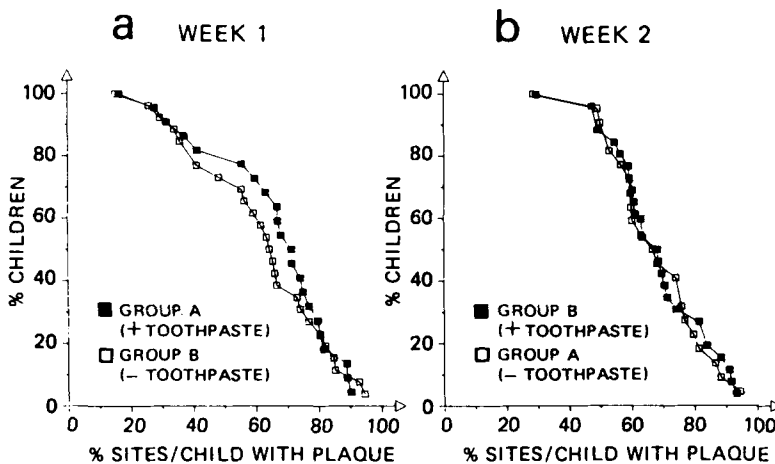 a WEEK 1
% CHILDREN
100
80
60
40
20
0
■ GROUP A
(+ TOOTHPASTE)
□ GROUP B
(− TOOTHPASTE)
0 20 40 60 80 100
% SITES/CHILD WITH PLAQUE
b WEEK 2
% CHILDREN
100
80
60
40
20
0
■ GROUP B
(+ TOOTHPASTE)
□ GROUP A
(− TOOTHPASTE)
0 20 40 60 80 100
% SITES/CHILD WITH PLAQUE